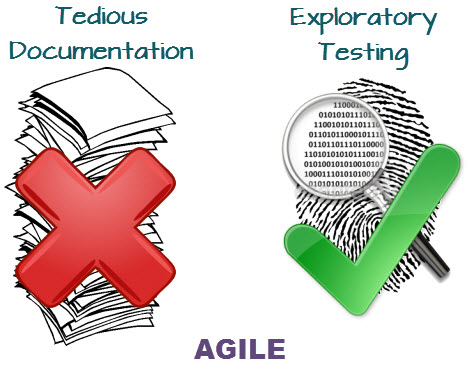 Tedious
Documentation
Exploratory
Testing
AGILE